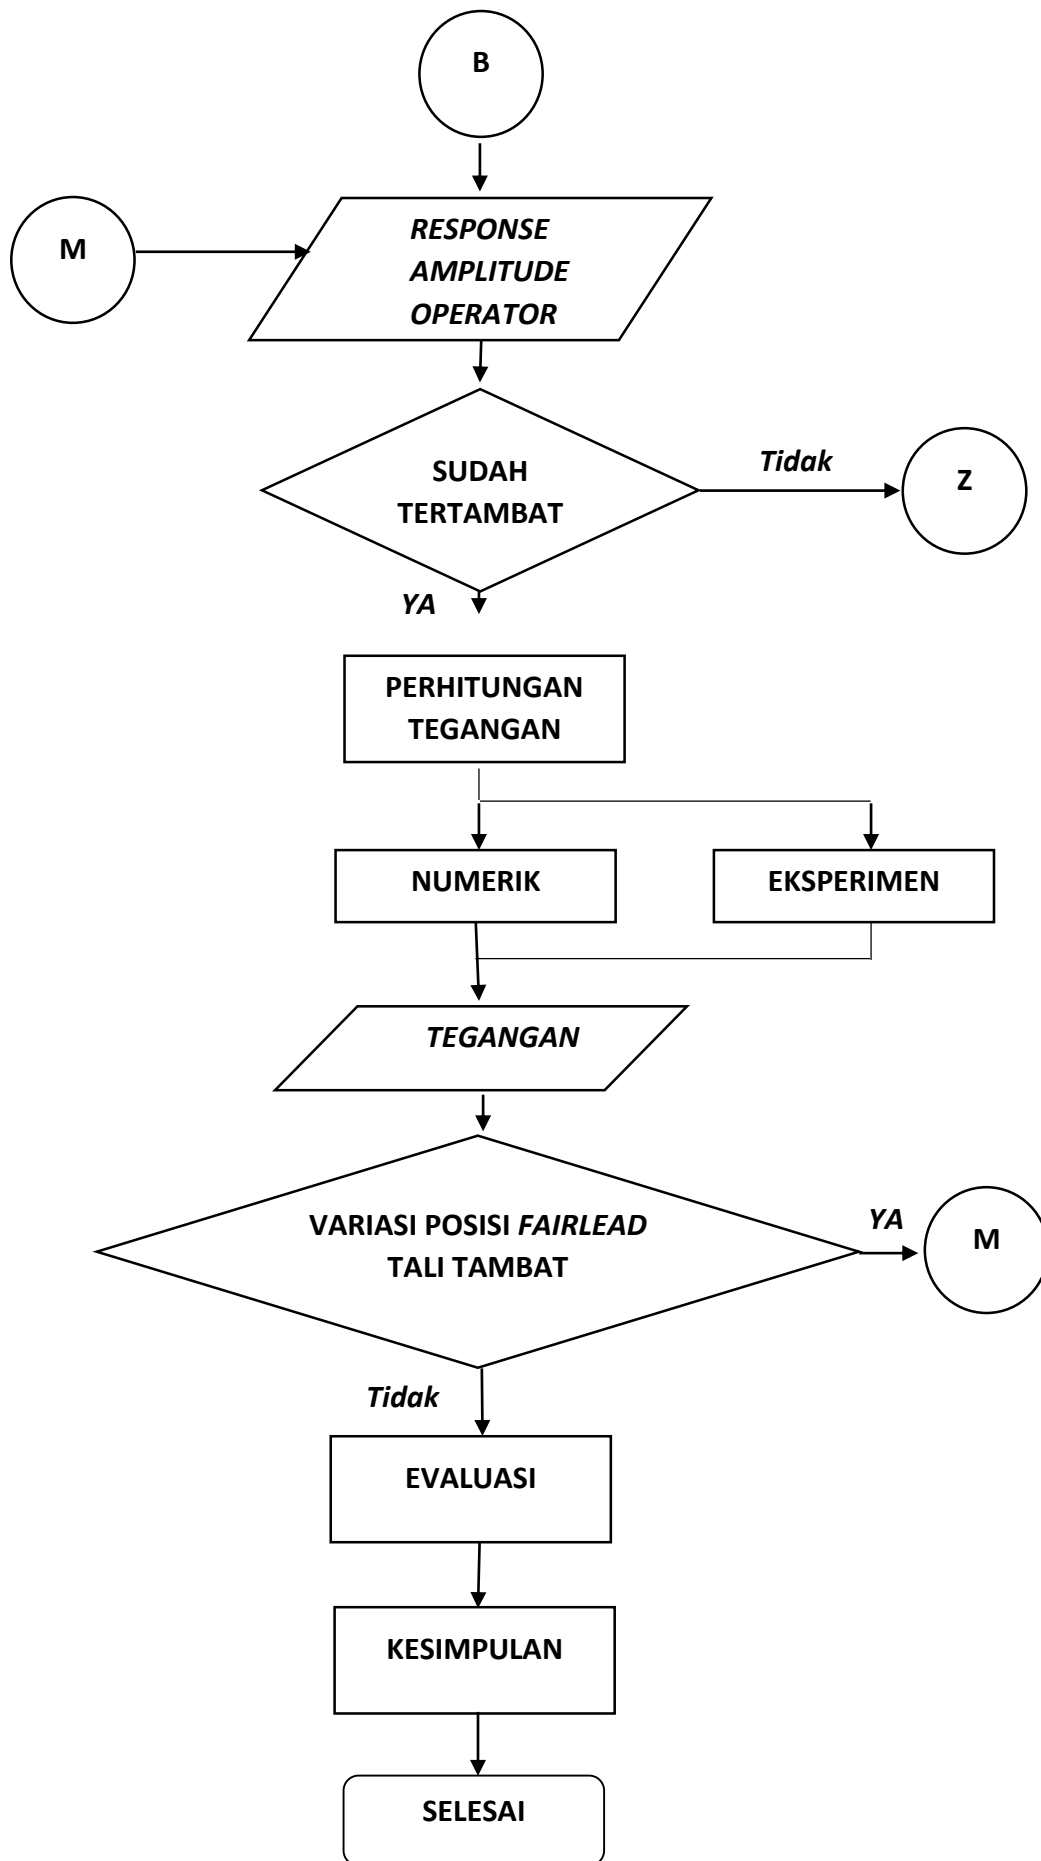 B
M
RESPONSE
AMPLITUDE
OPERATOR
SUDAH
TERTAMBAT
Tidak
Z
YA
PERHITUNGAN
TEGANGAN
NUMERIK
EKSPERIMEN
TEGANGAN
VARIASI POSISI FAIRLEAD
TALI TAMBAT
YA
M
Tidak
EVALUASI
KESIMPULAN
SELESAI